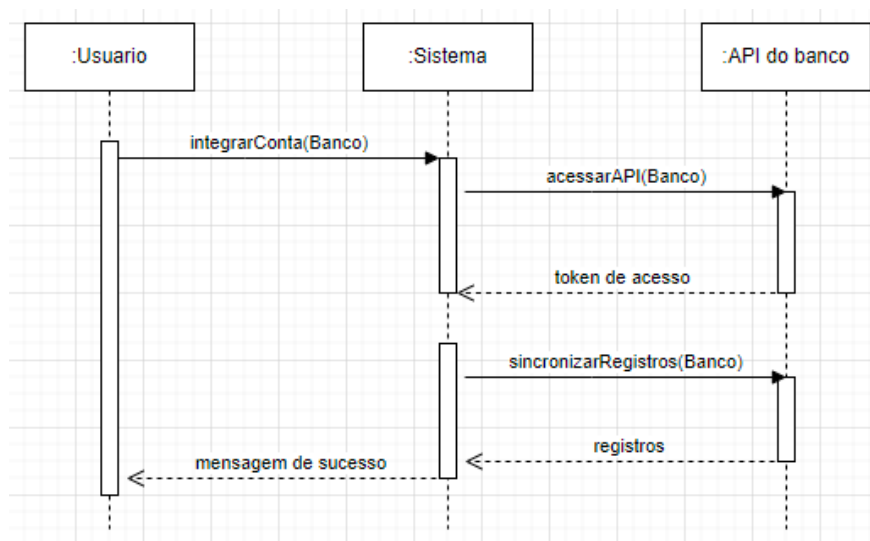 :Usuario
:Sistema
:API do banco
integrarConta(Banco)
acessarAPI(Banco)
token de acesso
sincronizarRegistros(Banco)
registros
mensagem de sucesso